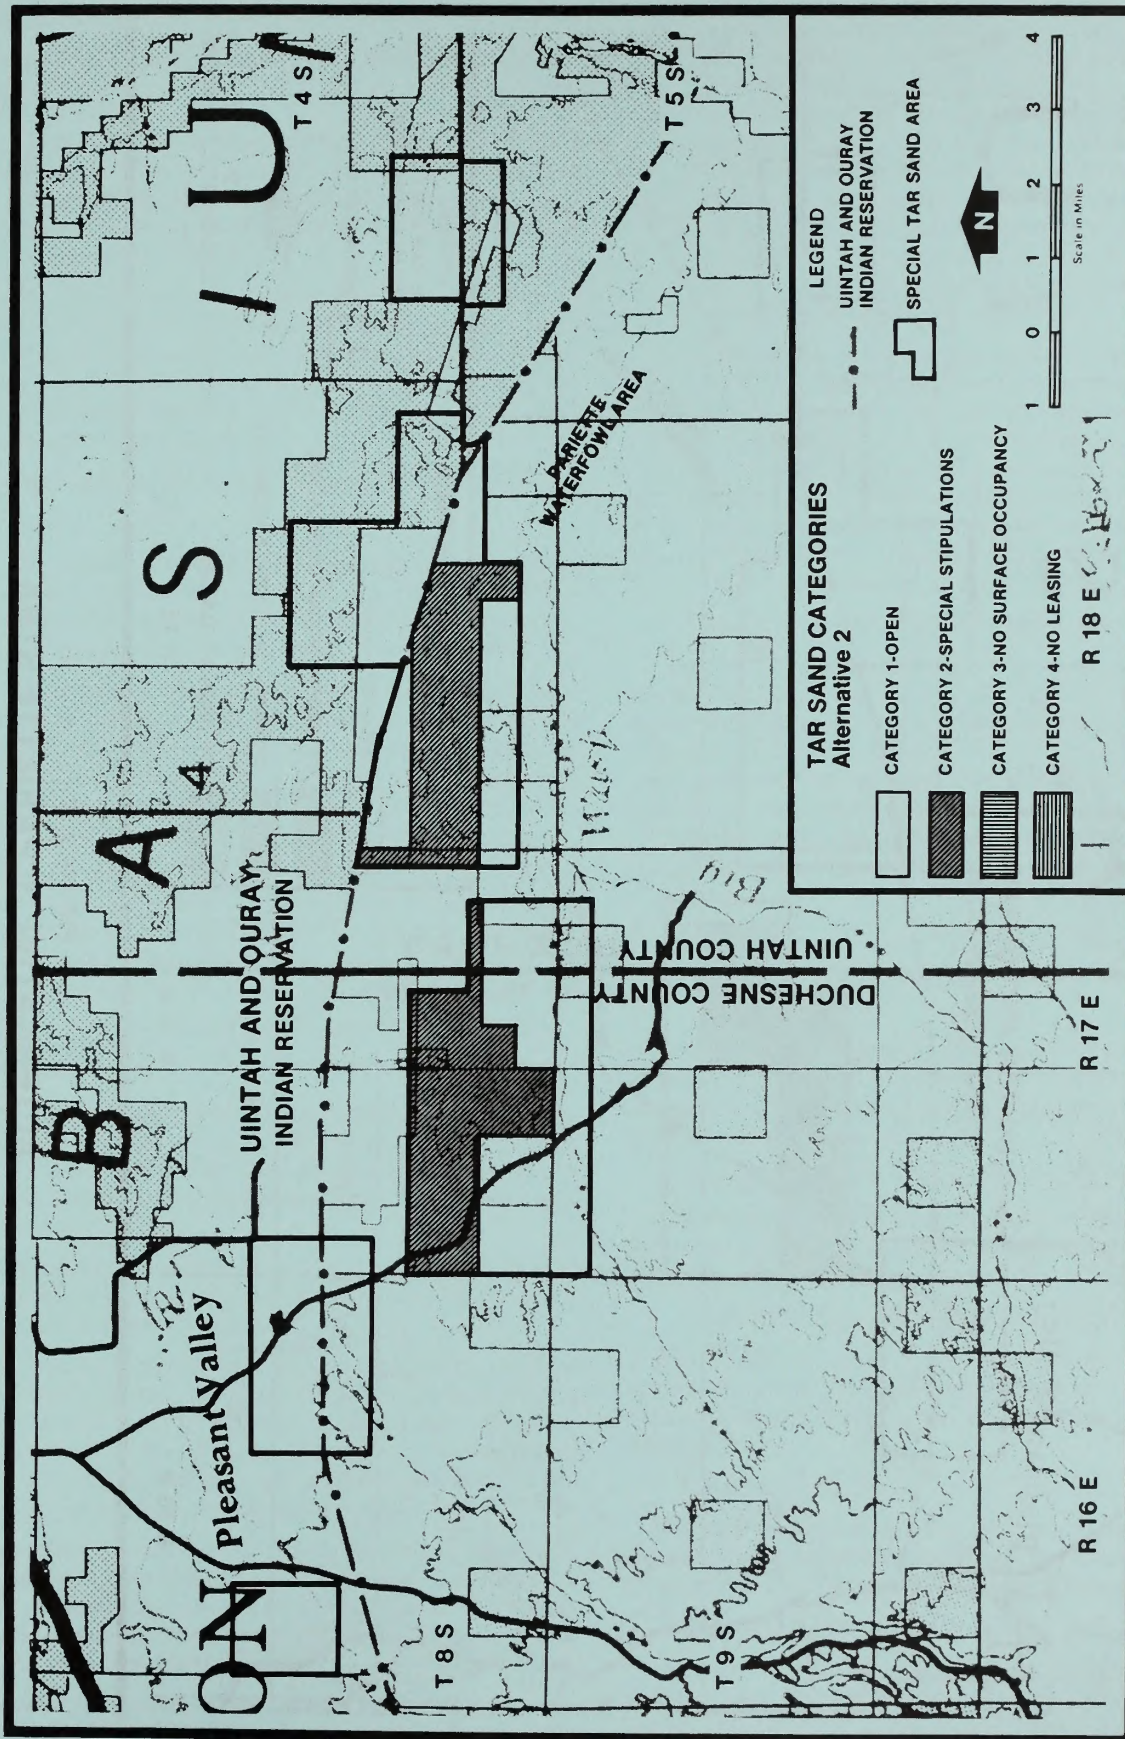 B A S I U
4
T 4 S
T 5 S
ON
Pleasant Valley
UINTAH AND OURAY
INDIAN RESERVATION
PARIETTE
WATERFOWL AREA
Big
Wash
DUCHESNE COUNTY
UINTAH COUNTY
T 8 S
T 9 S
R 16 E
R 17 E
R 18 E
TAR SAND CATEGORIES
Alternative 2
CATEGORY 1-OPEN
CATEGORY 2-SPECIAL STIPULATIONS
CATEGORY 3-NO SURFACE OCCUPANCY
CATEGORY 4-NO LEASING
LEGEND
UINTAH AND OURAY
INDIAN RESERVATION
SPECIAL TAR SAND AREA
N
1 0 1 2 3 4
Scale in Miles